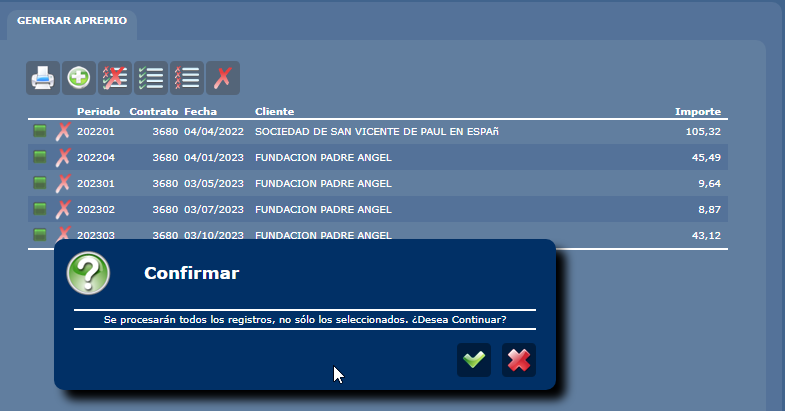 GENERAR APREMIO
Periodo Contrato Fecha Cliente Importe
202201 3680 04/04/2022 SOCIEDAD DE SAN VICENTE DE PAUL EN ESPAñ 105,32
202204 3680 04/01/2023 FUNDACION PADRE ANGEL 45,49
202301 3680 03/05/2023 FUNDACION PADRE ANGEL 9,64
202302 3680 03/07/2023 FUNDACION PADRE ANGEL 8,87
202303 3680 03/10/2023 FUNDACION PADRE ANGEL 43,12
Confirmar
Se procesarán todos los registros, no sólo los seleccionados. ¿Desea Continuar?